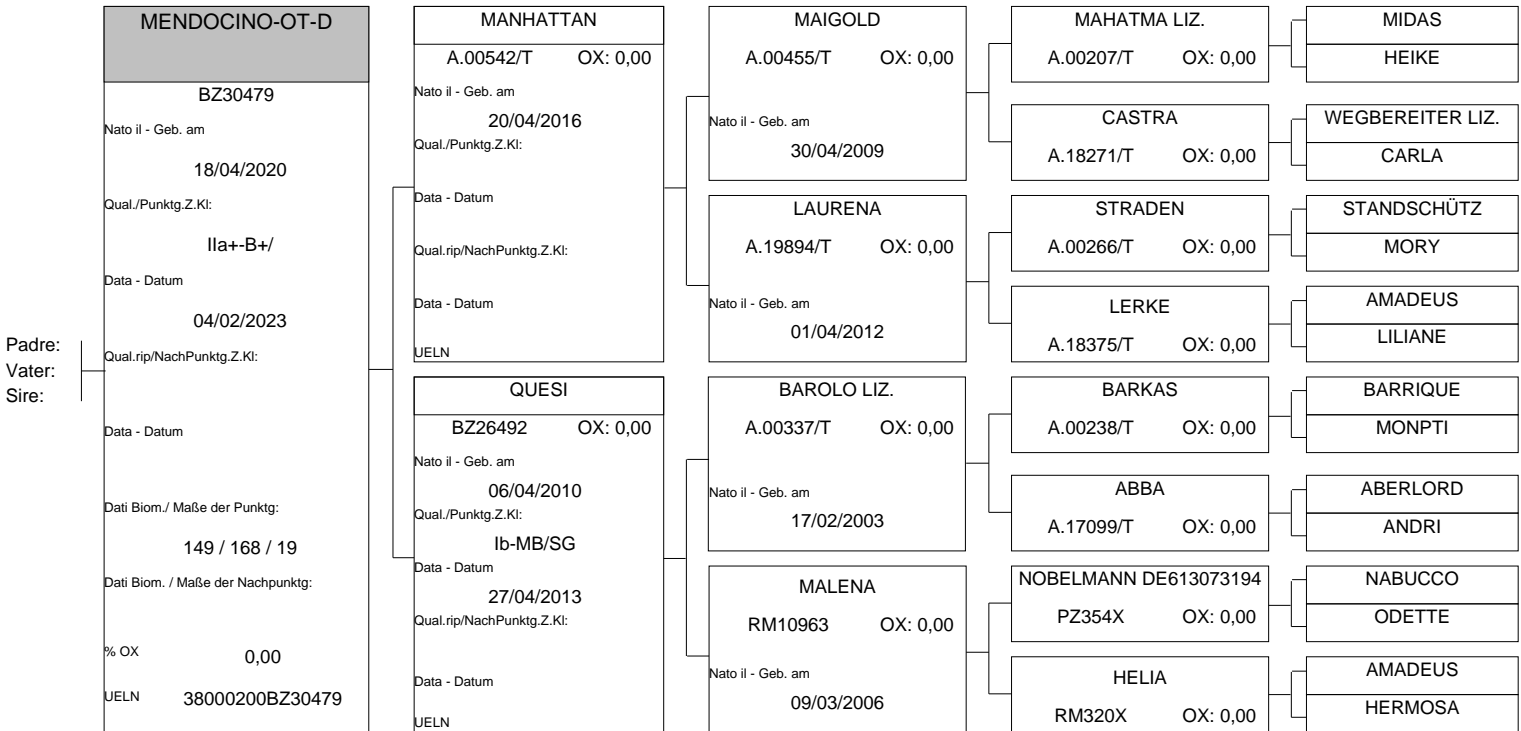 Padre:
Vater:
Sire:
MENDOCINO-OT-D
BZ30479
Nato il - Geb. am
18/04/2020
Qual./Punktg.Z.Kl:
IIa+-B+/
Data - Datum
04/02/2023
Qual.rip/NachPunktg.Z.Kl:
Data - Datum
Dati Biom./ Maße der Punktg:
149 / 168 / 19
Dati Biom. / Maße der Nachpunktg:
% OX 0,00
UELN 38000200BZ30479
MANHATTAN
A.00542/T OX: 0,00
Nato il - Geb. am
20/04/2016
Qual./Punktg.Z.Kl:
Data - Datum
Qual.rip/NachPunktg.Z.Kl:
Data - Datum
UELN
QUESI
BZ26492 OX: 0,00
Nato il - Geb. am
06/04/2010
Qual./Punktg.Z.Kl:
Ib-MB/SG
Data - Datum
27/04/2013
Qual.rip/NachPunktg.Z.Kl:
Data - Datum
UELN
MAIGOLD
A.00455/T OX: 0,00
Nato il - Geb. am
30/04/2009
LAURENA
A.19894/T OX: 0,00
Nato il - Geb. am
01/04/2012
BAROLO LIZ.
A.00337/T OX: 0,00
Nato il - Geb. am
17/02/2003
MALENA
RM10963 OX: 0,00
Nato il - Geb. am
09/03/2006
MAHATMA LIZ.
A.00207/T OX: 0,00
CASTRA
A.18271/T OX: 0,00
STRADEN
A.00266/T OX: 0,00
LERKE
A.18375/T OX: 0,00
BARKAS
A.00238/T OX: 0,00
ABBA
A.17099/T OX: 0,00
NOBELMANN DE613073194
PZ354X OX: 0,00
HELIA
RM320X OX: 0,00
MIDAS
HEIKE
WEGBEREITER LIZ.
CARLA
STANDSCHÜTZ
MORY
AMADEUS
LILIANE
BARRIQUE
MONPTI
ABERLORD
ANDRI
NABUCCO
ODETTE
AMADEUS
HERMOSA